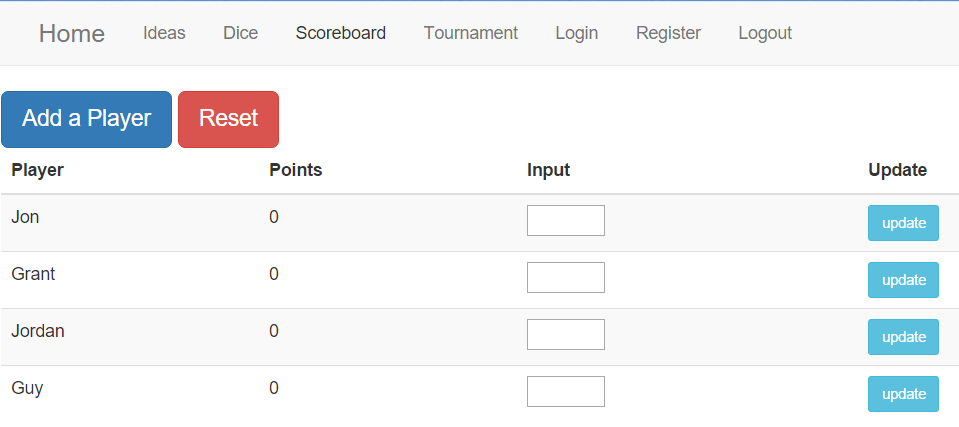 Home Ideas Dice Scoreboard Tournament Login Register Logout
Add a Player Reset
Player Points Input Update
Jon 0 update
Grant 0 update
Jordan 0 update
Guy 0 update